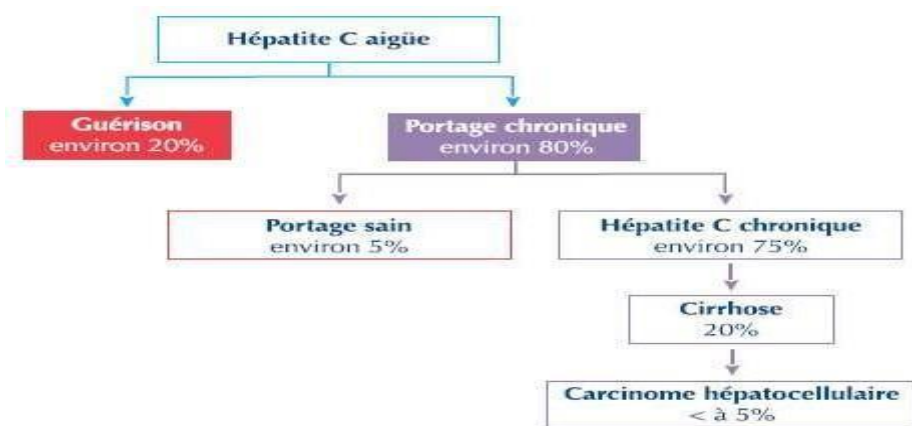 Hépatite C aigüe
Guérison
environ 20%
Portage chronique
environ 80%
Portage sain
environ 5%
Hépatite C chronique
environ 75%
Cirrhose
20%
Carcinome hépatocellulaire
< à 5%